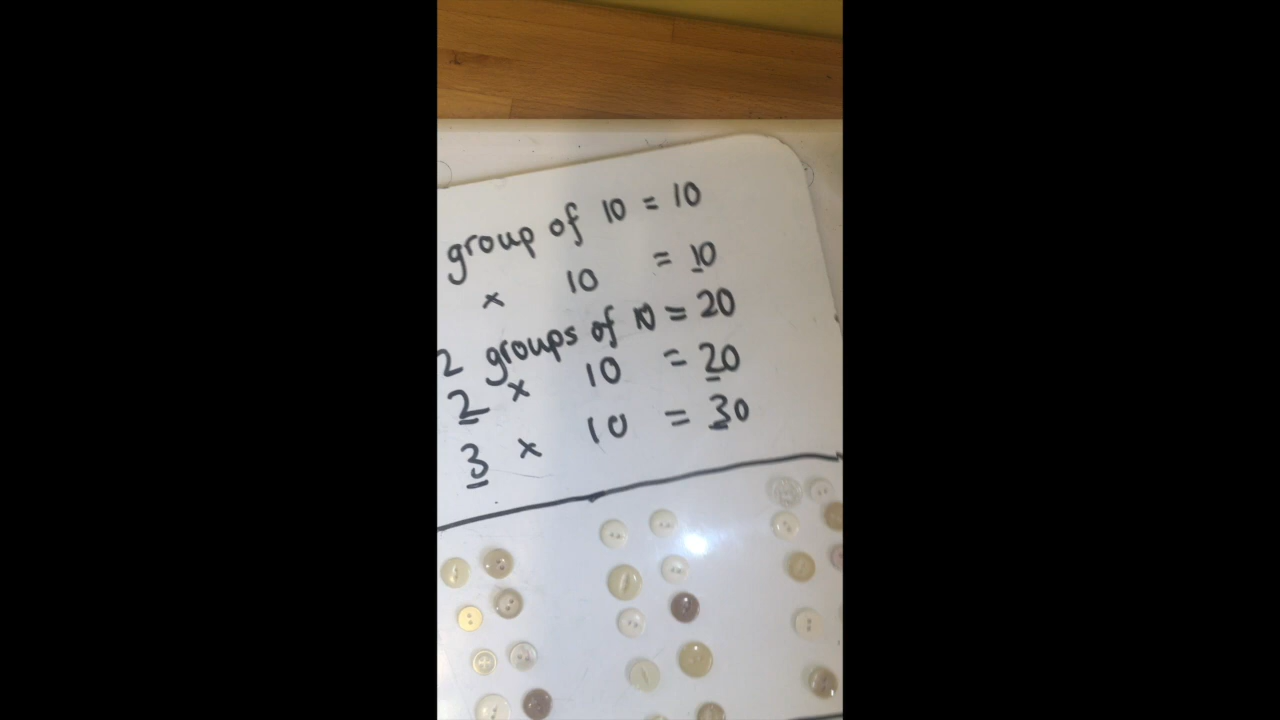 group of 10 = 10
x 10 = 10
2 groups of 10 = 20
2 x 10 = 20
3 x 10 = 30